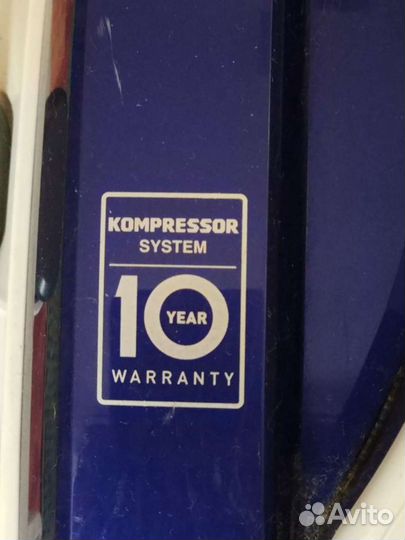 KOMPRESSOR
SYSTEM
10 YEAR
WARRANTY
Avito